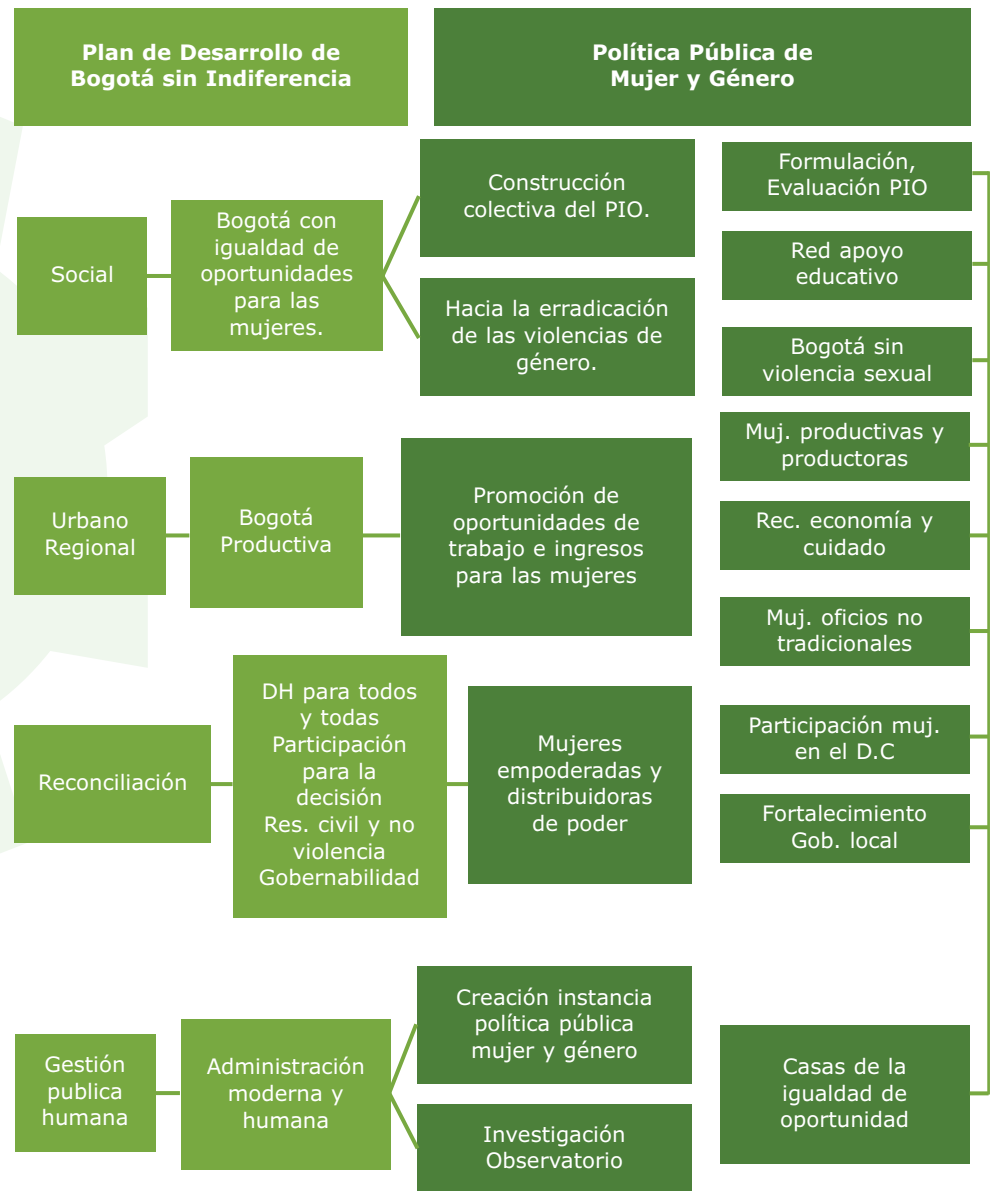 Plan de Desarrollo de
Bogotá sin Indiferencia
Política Pública de
Mujer y Género
Social
Bogotá con
igualdad de
oportunidades
para las
mujeres.
Construcción
colectiva del PIO.
Hacia la erradicación
de las violencias de
género.
Formulación,
Evaluación PIO
Red apoyo
educativo
Bogotá sin
violencia sexual
Urbano
Regional
Bogotá
Productiva
Promoción de
oportunidades de
trabajo e ingresos
para las mujeres
Muj. productivas y
productoras
Rec. economía y
cuidado
Muj. oficios no
tradicionales
Reconciliación
DH para todos
y todas
Participación
para la
decisión
Res. civil y no
violencia
Gobernabilidad
Mujeres
empoderadas y
distribuidoras
de poder
Participación muj.
en el D.C
Fortalecimiento
Gob. local
Gestión
publica
humana
Administración
moderna y
humana
Creación instancia
política pública
mujer y género
Investigación
Observatorio
Casas de la
igualdad de
oportunidad